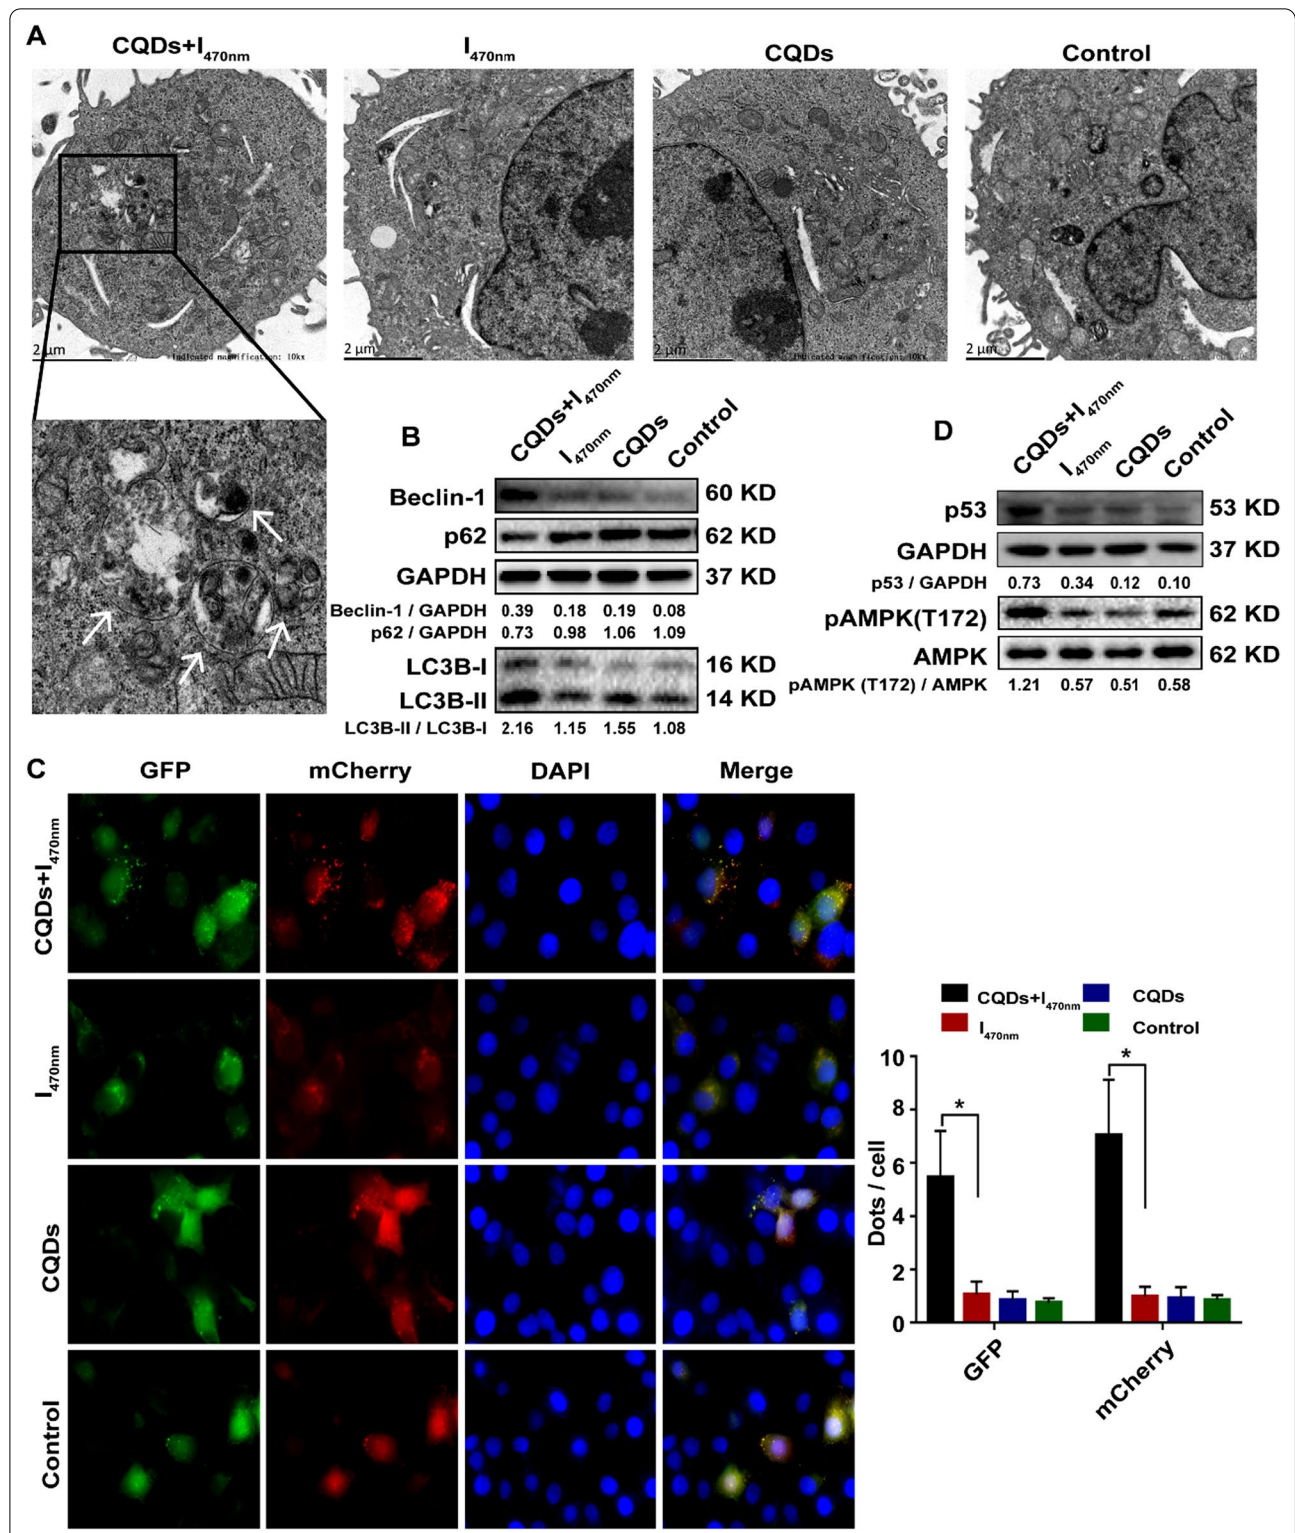 A
CQDs+I470nm I470nm CQDs Control
2 μm Indicated magnification: 10kx
2 μm
Indicated magnification: 10kx
2 μm
B
CQDs+I470nm I470nm CQDs Control
Beclin-1 60 KD
p62 62 KD
GAPDH 37 KD
Beclin-1 / GAPDH 0.39 0.18 0.19 0.08
p62 / GAPDH 0.73 0.98 1.06 1.09
LC3B-I 16 KD
LC3B-II 14 KD
LC3B-II / LC3B-I 2.16 1.15 1.55 1.08
D
CQDs+I470nm I470nm CQDs Control
p53 53 KD
GAPDH 37 KD
p53 / GAPDH 0.73 0.34 0.12 0.10
pAMPK(T172) 62 KD
AMPK 62 KD
pAMPK (T172) / AMPK 1.21 0.57 0.51 0.58
C
GFP mCherry DAPI Merge
CQDs+I470nm
I470nm
CQDs
Control
CQDs+I470nm CQDs
I470nm Control
Dots / cell
10
8
6
4
2
0
* *
GFP mCherry